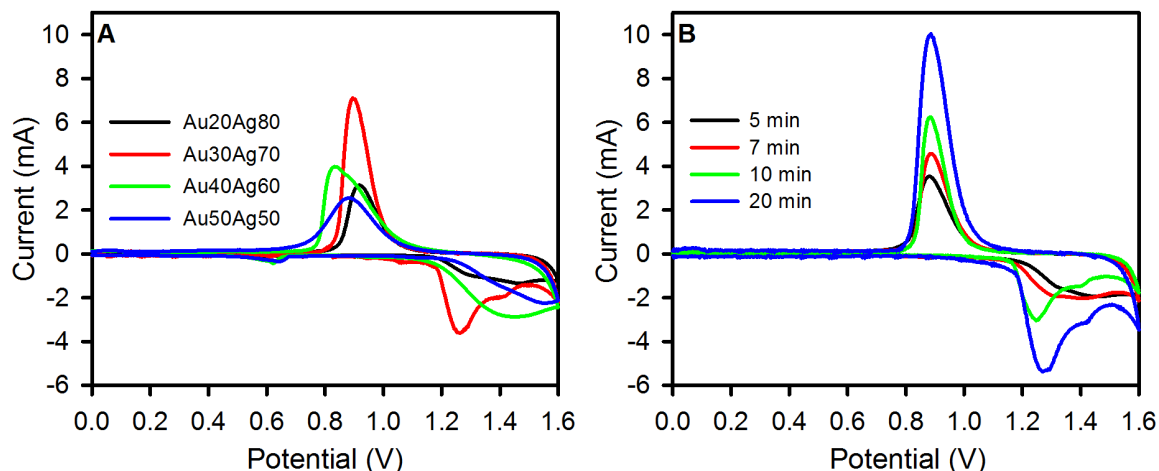 A
10
8
6
4
2
0
-2
-4
-6
Current (mA)
Au20Ag80
Au30Ag70
Au40Ag60
Au50Ag50
0.0 0.2 0.4 0.6 0.8 1.0 1.2 1.4 1.6
Potential (V)
B
10
8
6
4
2
0
-2
-4
-6
Current (mA)
5 min
7 min
10 min
20 min
0.0 0.2 0.4 0.6 0.8 1.0 1.2 1.4 1.6
Potential (V)